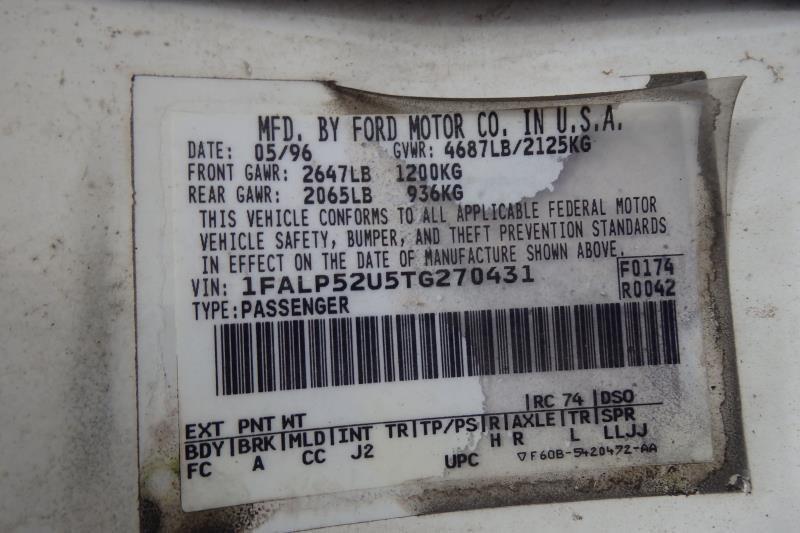 MFD. BY FORD MOTOR CO. IN U.S.A.
DATE: 05/96 GVWR: 4687LB/2125KG
FRONT GAWR: 2647LB 1200KG
REAR GAWR: 2065LB 936KG
THIS VEHICLE CONFORMS TO ALL APPLICABLE FEDERAL MOTOR
VEHICLE SAFETY, BUMPER, AND THEFT PREVENTION STANDARDS
IN EFFECT ON THE DATE OF MANUFACTURE SHOWN ABOVE.
VIN: 1FALP52U5TG270431 F0174
TYPE: PASSENGER R0042
EXT PNT WT RC 74 DSO
BDY BRK MLD INT TR TP/PS R AXLE TR SPR
FC A CC J2 UPC H R L LLJJ
▽F60B-5420472-AA